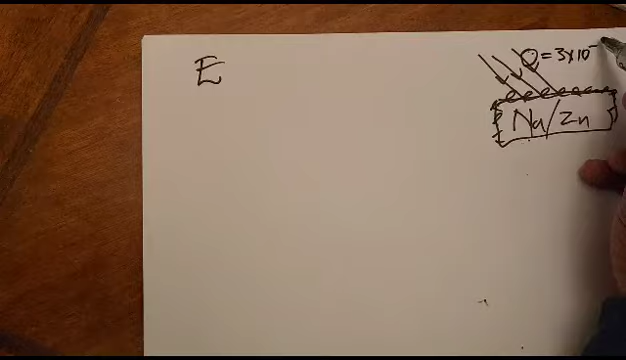 Q = 3x10⁻
E
Na/Zn